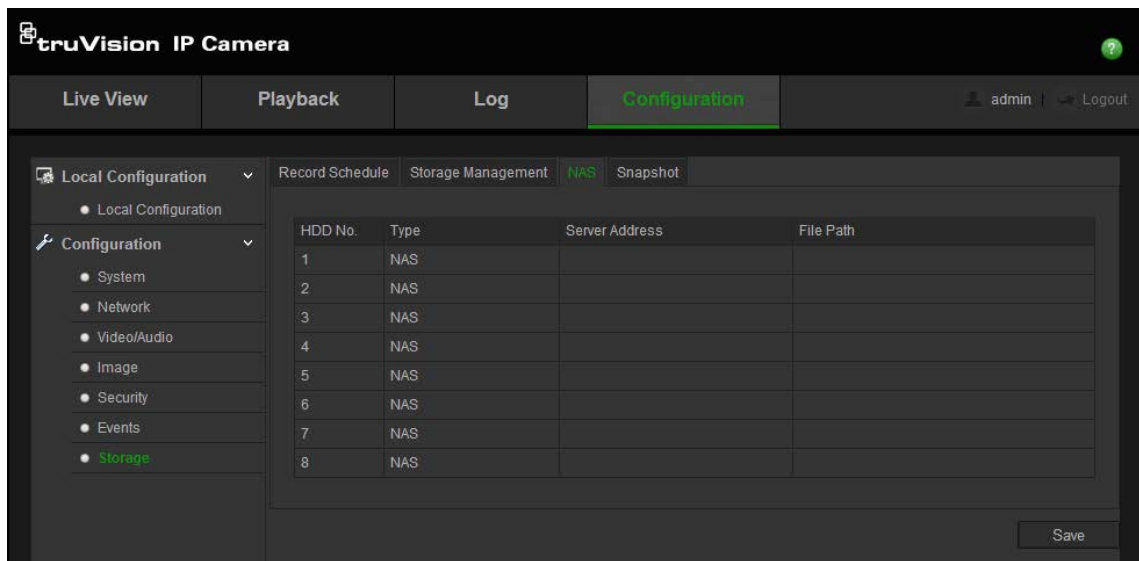 truVision IP Camera
?
Live View Playback Log Configuration admin | Logout
Local Configuration
Local Configuration
Configuration
System
Network
Video/Audio
Image
Security
Events
Storage
Record Schedule Storage Management NAS Snapshot
HDD No. Type Server Address File Path
1 NAS
2 NAS
3 NAS
4 NAS
5 NAS
6 NAS
7 NAS
8 NAS
Save